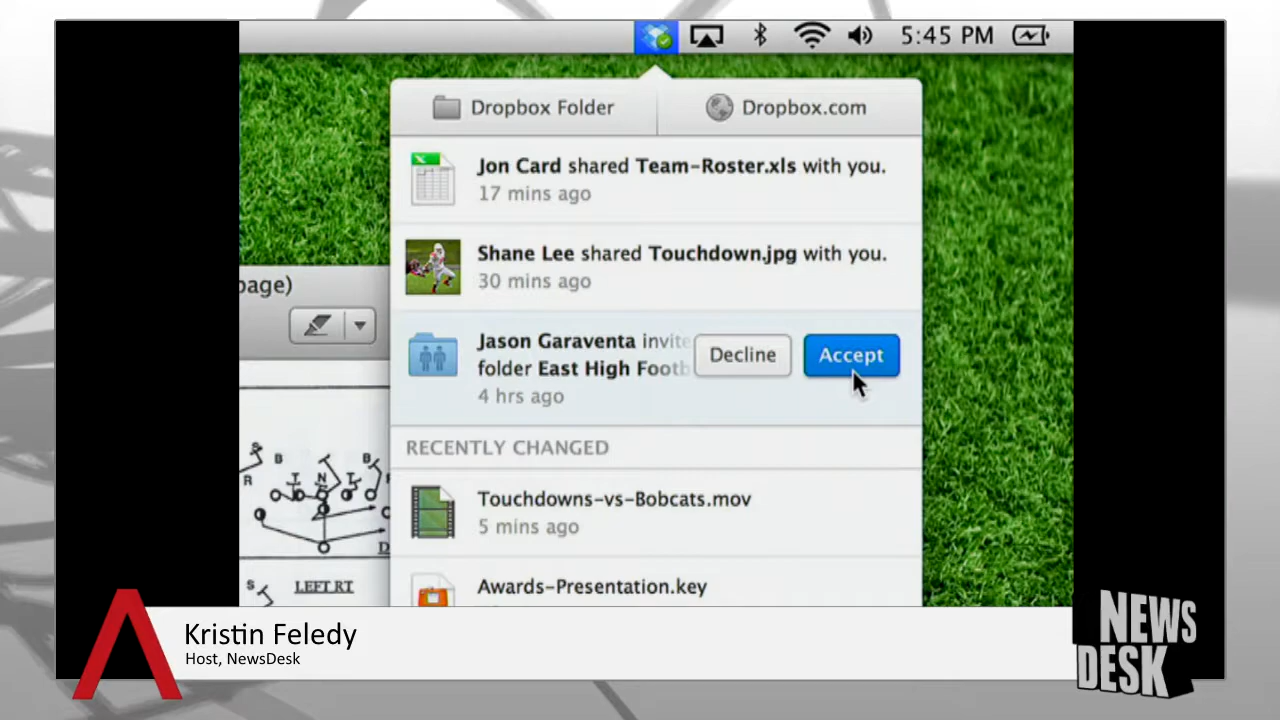 5:45 PM
Dropbox Folder
Dropbox.com
Jon Card shared Team-Roster.xls with you.
17 mins ago
Shane Lee shared Touchdown.jpg with you.
30 mins ago
page)
Jason Garaventa invite
folder East High Footb
4 hrs ago
Decline
Accept
RECENTLY CHANGED
Touchdowns-vs-Bobcats.mov
5 mins ago
Awards-Presentation.key
S B B
R T N T
D
S LEFT RT
Kristin Feledy
Host, NewsDesk
NEWS
DESK